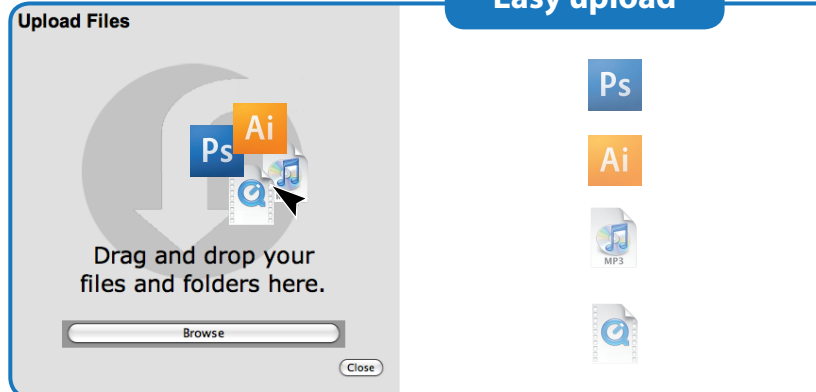 Easy upload
Upload Files
Ps
Ai
Drag and drop your
files and folders here.
Browse
Close
Ps
Ai
MP3